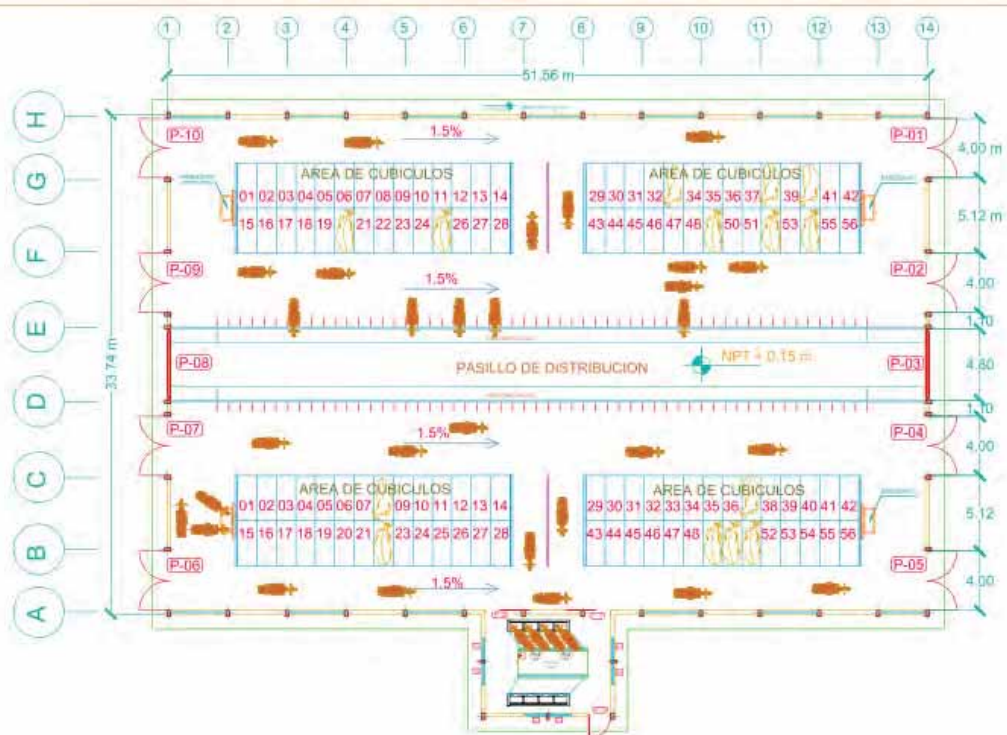 1 2 3 4 5 6 7 8 9 10 11 12 13 14
51.56 m
H
P-10
1.5%
P-01
4,00 m
G
AREA DE CUBICULOS
AREA DE CUBICULOS
01 02 03 04 05 06 07 08 09 10 11 12 13 14
29 30 31 32 34 35 36 37 39 41 42
5.12 m
15 16 17 18 19 21 22 23 24 26 27 28
43 44 45 46 47 48 50 51 53 55 56
F
P-09
1.5%
P-02
4.00
E
33.74 m
P-08
PASILLO DE DISTRIBUCION
NPT + 0.15 m.
P-03
4.80
D
P-07
1.5%
P-04
4,00
C
AREA DE CUBICULOS
AREA DE CUBICULOS
01 02 03 04 05 06 07 09 10 11 12 13 14
29 30 31 32 33 34 35 36 38 39 40 41 42
5.12
15 16 17 18 19 20 21 23 24 25 26 27 28
43 44 45 46 47 48 52 53 54 55 56
B
P-06
1.5%
P-05
4.00
A